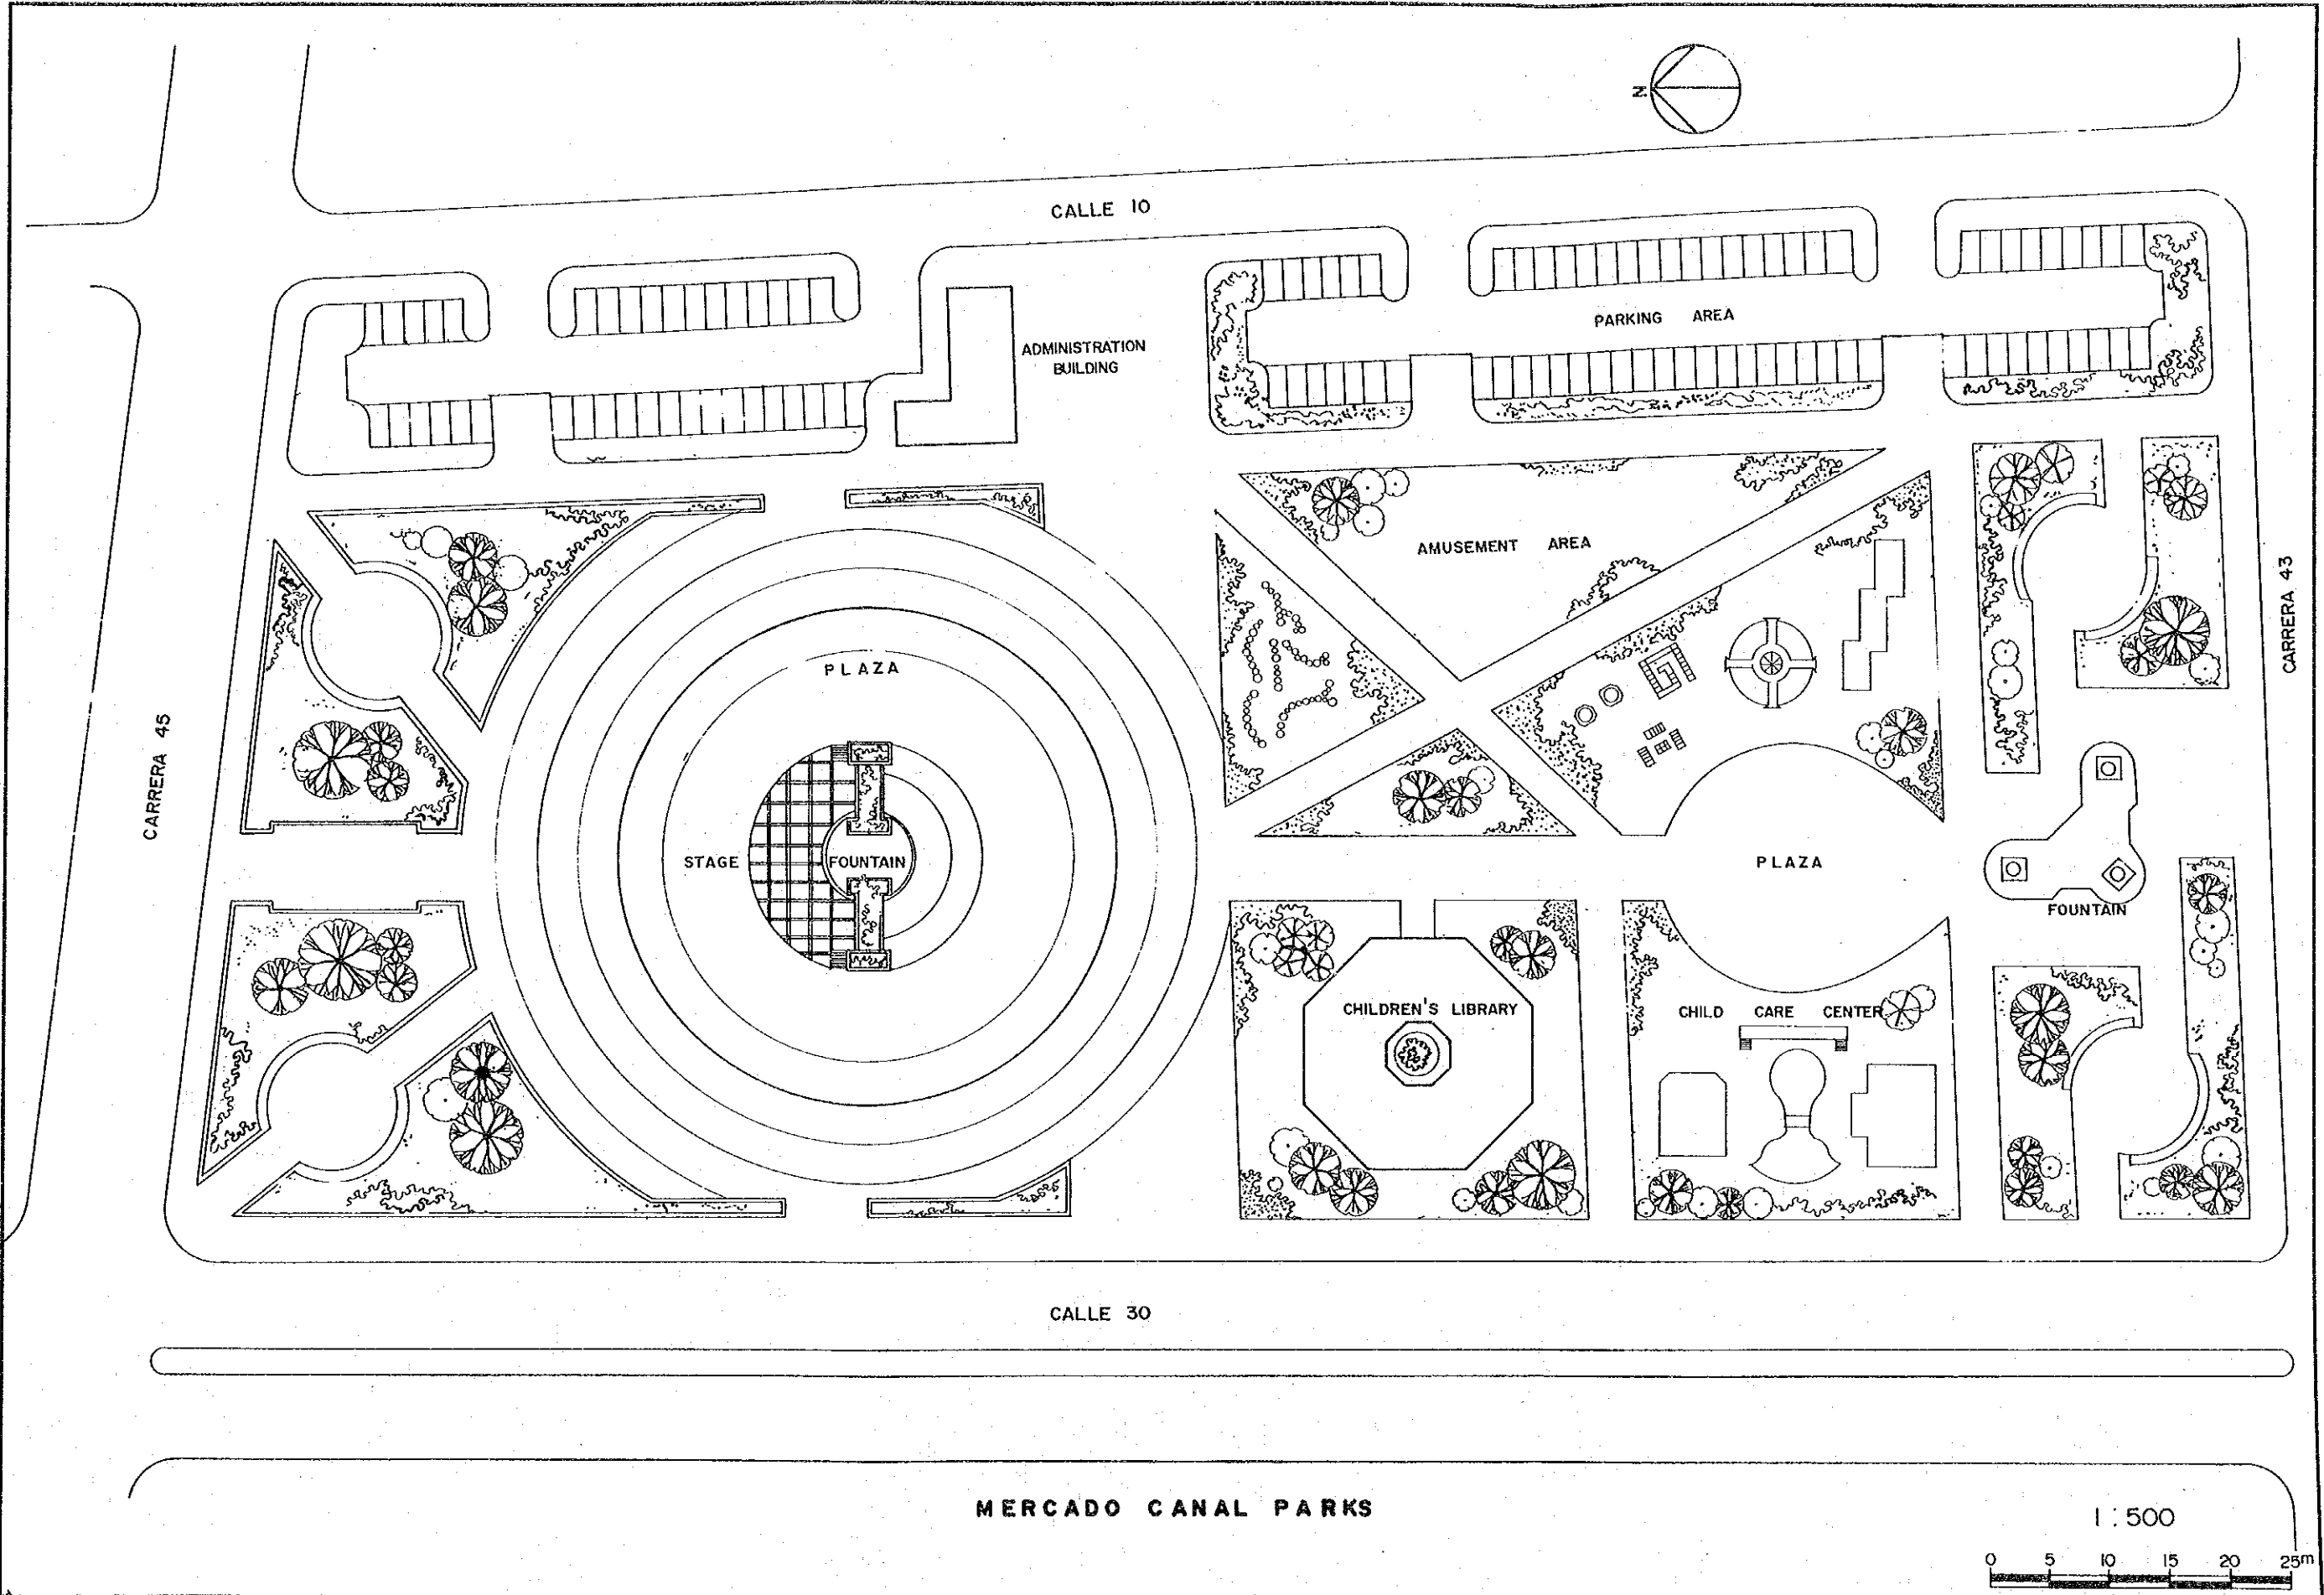 N
CALLE 10
PARKING AREA
ADMINISTRATION
BUILDING
AMUSEMENT AREA
CARRERA 43
PLAZA
CARRERA 45
STAGE
FOUNTAIN
PLAZA
FOUNTAIN
CHILDREN'S LIBRARY
CHILD CARE CENTER
CALLE 30
MERCADO CANAL PARKS
1:500
0 5 10 15 20 25m